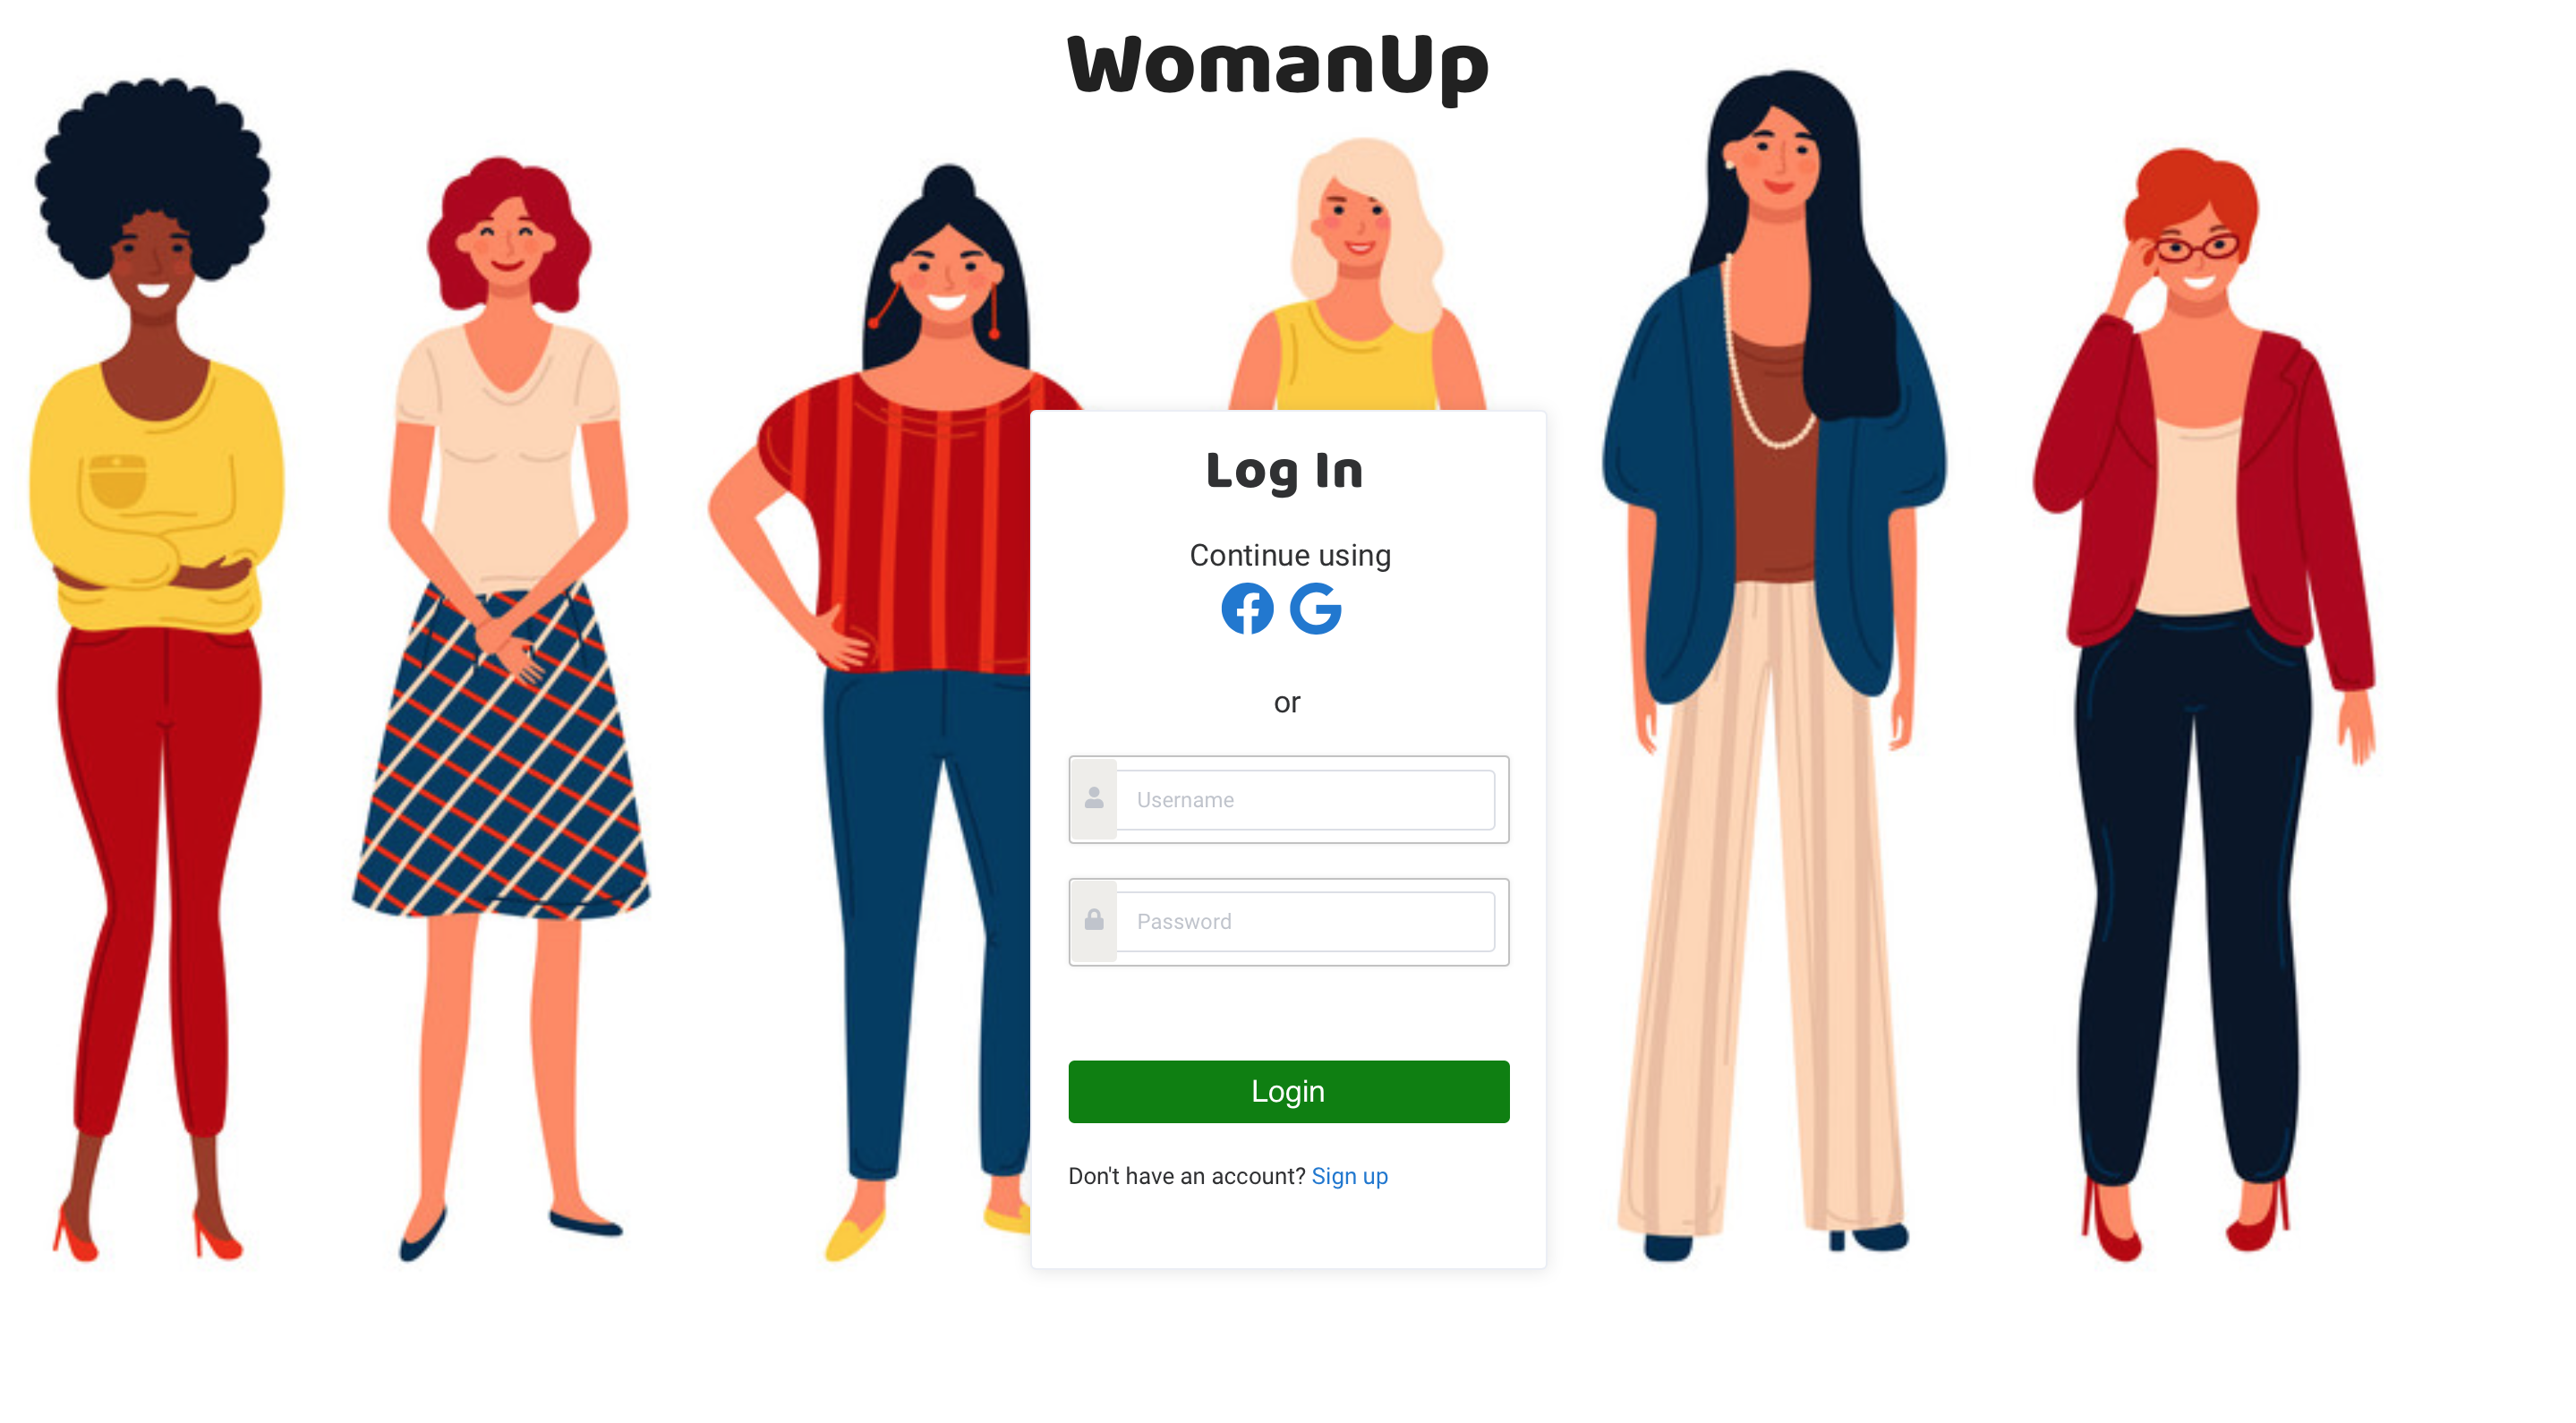 WomanUp
Log In
Continue using
or
Username
Password
Login
Don't have an account? Sign up